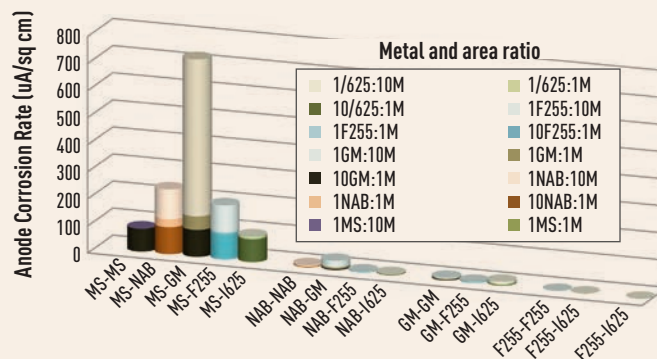 Anode Corrosion Rate (uA/sq cm)
800
700
600
500
400
300
200
100
0
Metal and area ratio
1/625:10M 1/625:1M
10/625:1M 1F255:10M
1F255:1M 10F255:1M
1GM:10M 1GM:1M
10GM:1M 1NAB:10M
1NAB:1M 10NAB:1M
1MS:10M 1MS:1M
MS-MS
MS-NAB
MS-GM
MS-F255
MS-I625
NAB-NAB
NAB-GM
NAB-F255
NAB-I625
GM-GM
GM-F255
GM-I625
F255-F255
F255-I625
F255-I625